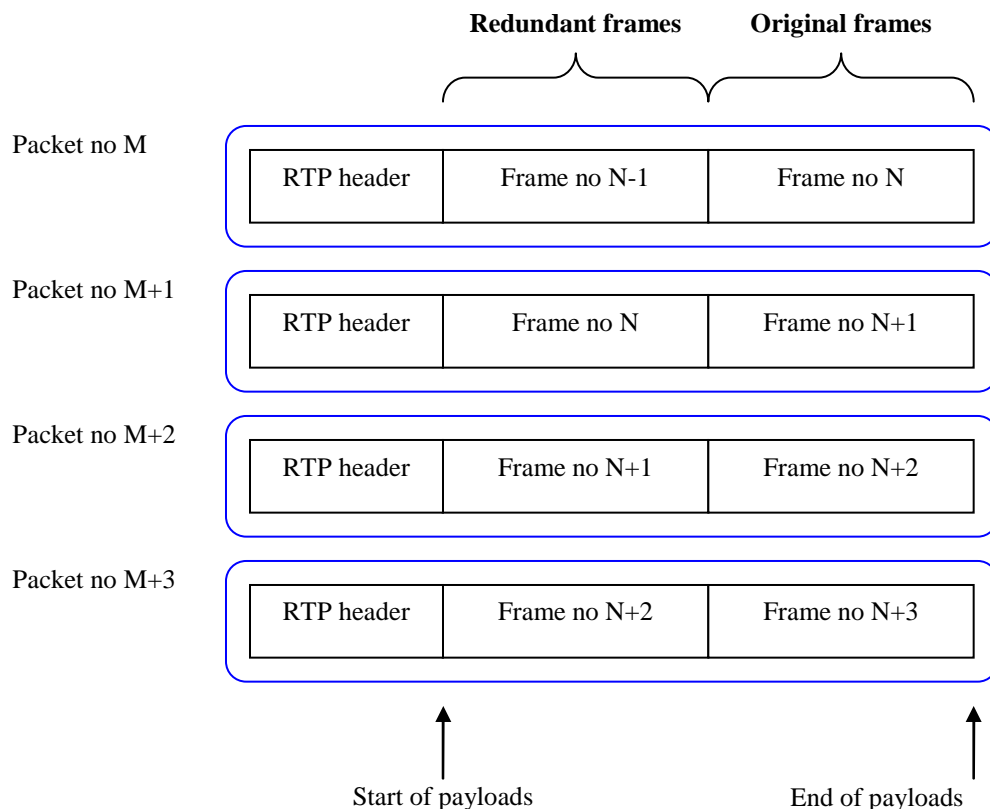 Redundant frames Original frames
Packet no M
RTP header Frame no N-1 Frame no N
Packet no M+1
RTP header Frame no N Frame no N+1
Packet no M+2
RTP header Frame no N+1 Frame no N+2
Packet no M+3
RTP header Frame no N+2 Frame no N+3
Start of payloads End of payloads